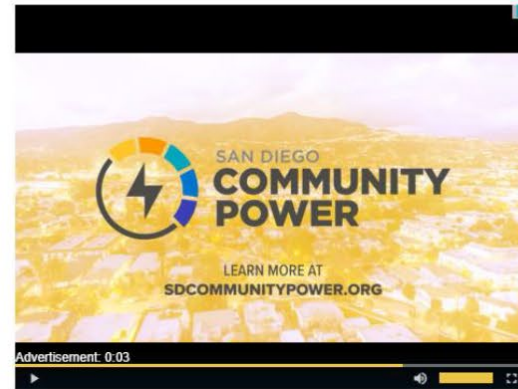 SAN DIEGO
COMMUNITY
POWER
LEARN MORE AT
SDCOMMUNITYPOWER.ORG
Advertisement: 0:03